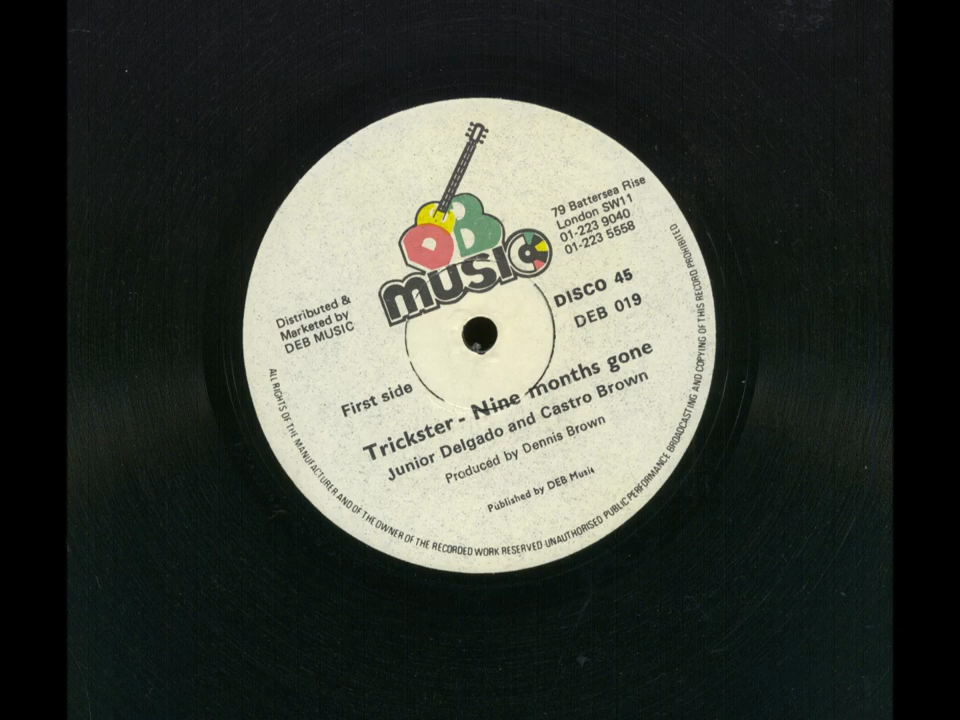 DEB
MUSIC
79 Battersea Rise
London SW11
01-223 9040
01-223 5558
Distributed &
Marketed by
DEB MUSIC
DISCO 45
DEB 019
First side
Trickster - Nine months gone
Junior Delgado and Castro Brown
Produced by Dennis Brown
Published by DEB Music
ALL RIGHTS OF THE MANUFACTURER AND OF THE OWNER OF THE RECORDED WORK RESERVED UNAUTHORISED PUBLIC PERFORMANCE BROADCASTING AND COPYING OF THIS RECORD PROHIBITED